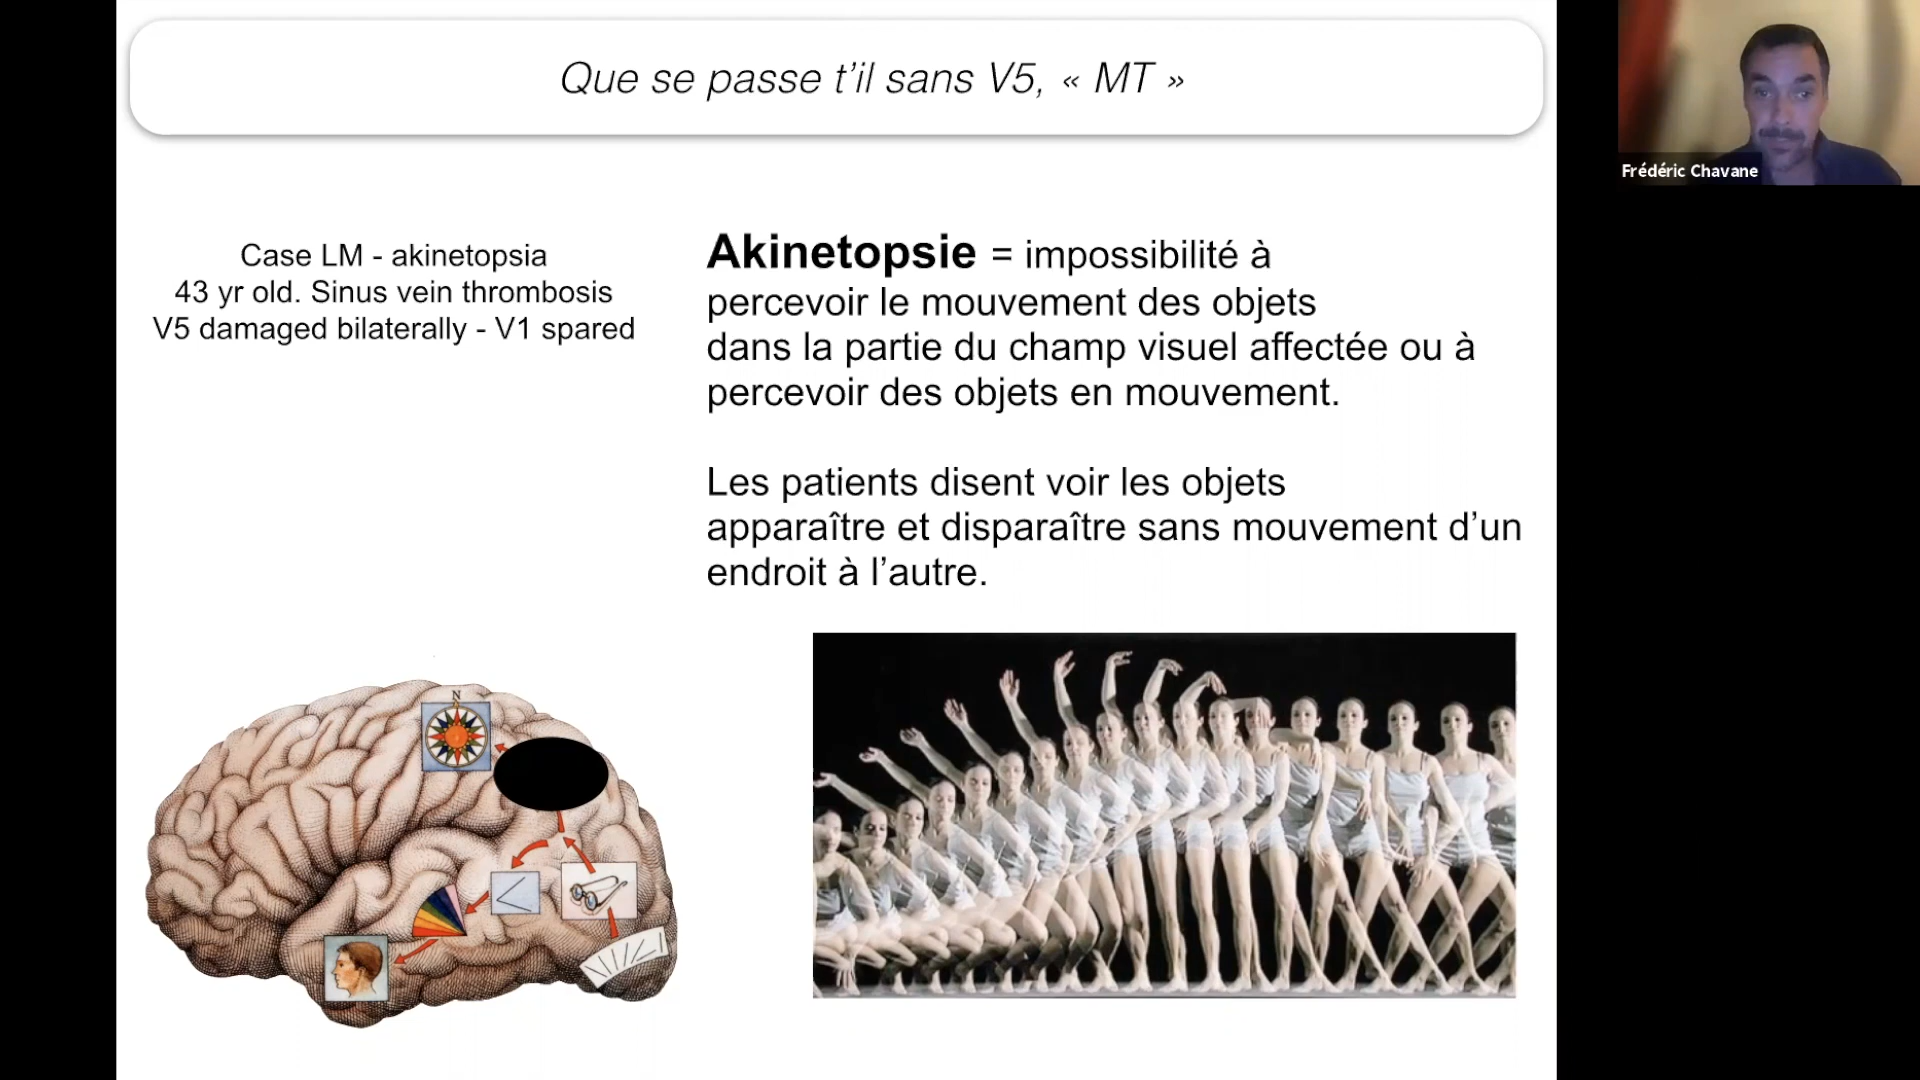 Que se passe t’il sans V5, « MT »
Frédéric Chavane
Case LM - akinetopsia
43 yr old. Sinus vein thrombosis
V5 damaged bilaterally - V1 spared
Akinetopsie = impossibilité à
percevoir le mouvement des objets
dans la partie du champ visuel affectée ou à
percevoir des objets en mouvement.
Les patients disent voir les objets
apparaître et disparaître sans mouvement d’un
endroit à l’autre.
N